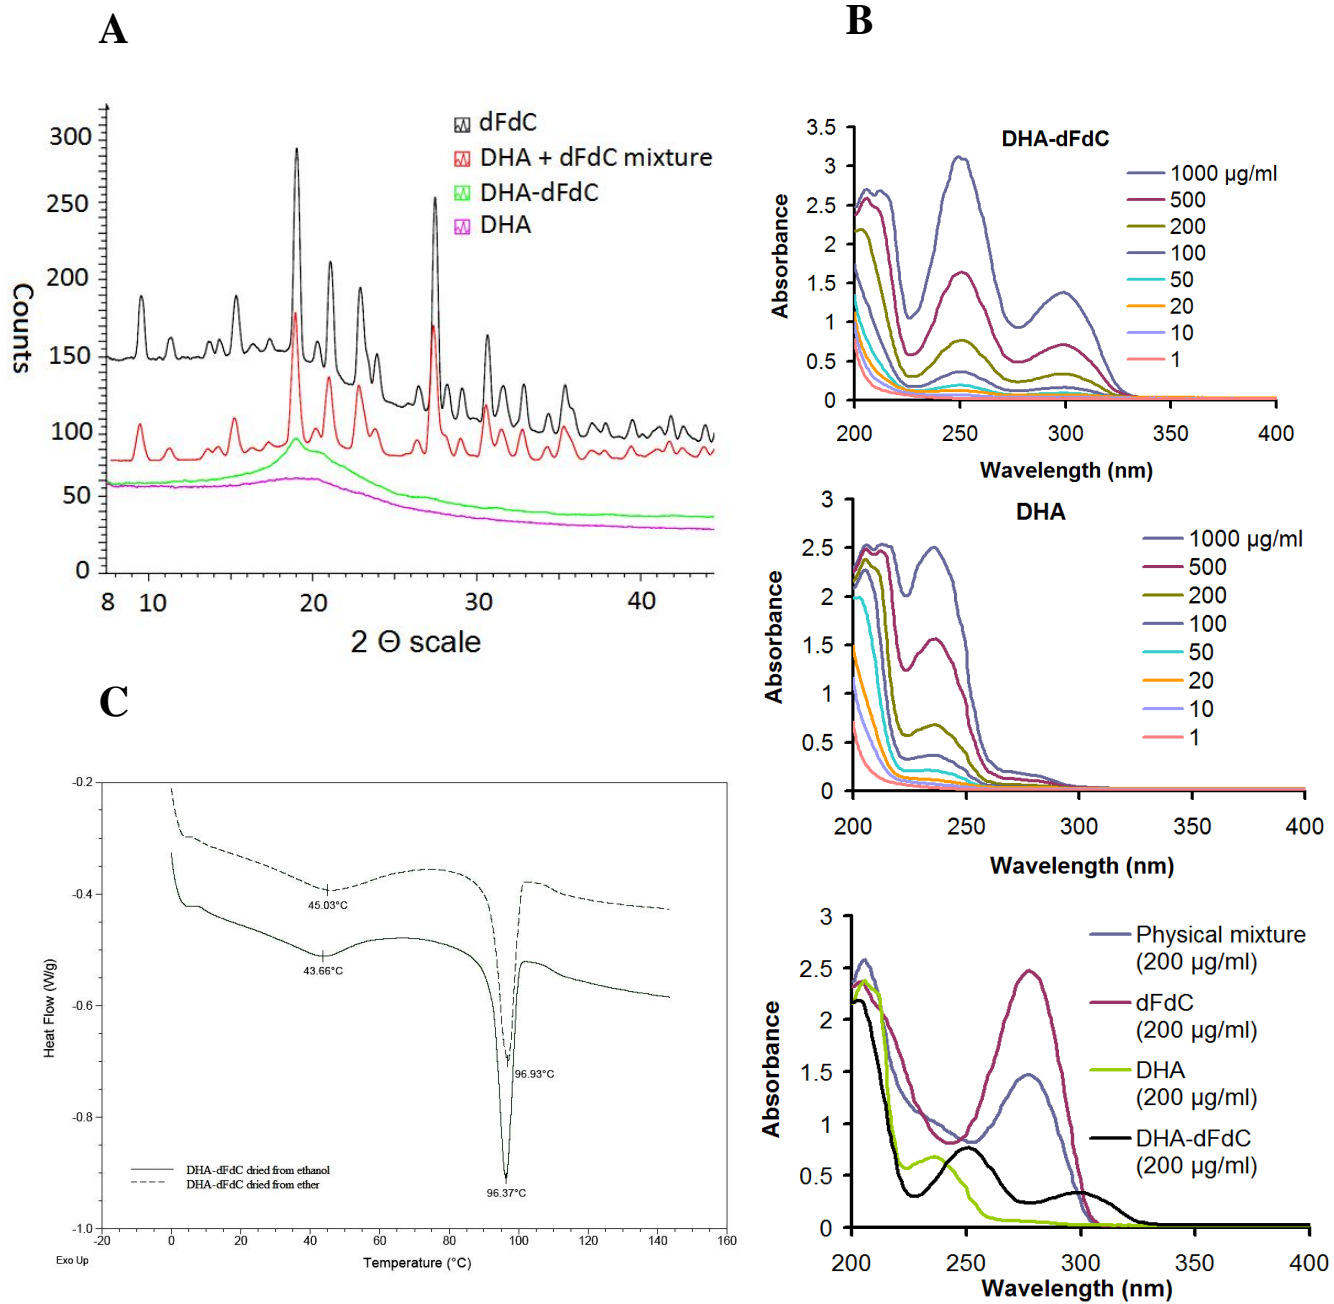 A
B
300
250
200
150
100
50
0
8
10
20
30
40
Counts
2 Θ scale
dFdC
DHA + dFdC mixture
DHA-dFdC
DHA
DHA-dFdC
3.5
3
2.5
2
1.5
1
0.5
0
200
250
300
350
400
Absorbance
Wavelength (nm)
1000 µg/ml
500
200
100
50
20
10
1
DHA
3
2.5
2
1.5
1
0.5
0
200
250
300
350
400
Absorbance
Wavelength (nm)
1000 µg/ml
500
200
100
50
20
10
1
C
-0.2
-0.4
-0.6
-0.8
-1.0
-20
0
20
40
60
80
100
120
140
160
Heat Flow (W/g)
Temperature (°C)
Exo Up
45.03°C
43.66°C
96.93°C
96.37°C
DHA-dFdC dried from ethanol
DHA-dFdC dried from ether
3
2.5
2
1.5
1
0.5
0
200
250
300
350
400
Absorbance
Wavelength (nm)
Physical mixture
(200 µg/ml)
dFdC
(200 µg/ml)
DHA
(200 µg/ml)
DHA-dFdC
(200 µg/ml)